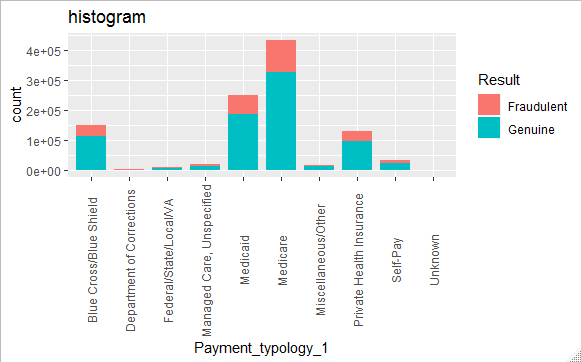 histogram
4e+05
3e+05
2e+05
1e+05
0e+00
count
Blue Cross/Blue Shield
Department of Corrections
Federal/State/Local/VA
Managed Care, Unspecified
Medicaid
Medicare
Miscellaneous/Other
Private Health Insurance
Self-Pay
Unknown
Payment_typology_1
Result
Fraudulent
Genuine